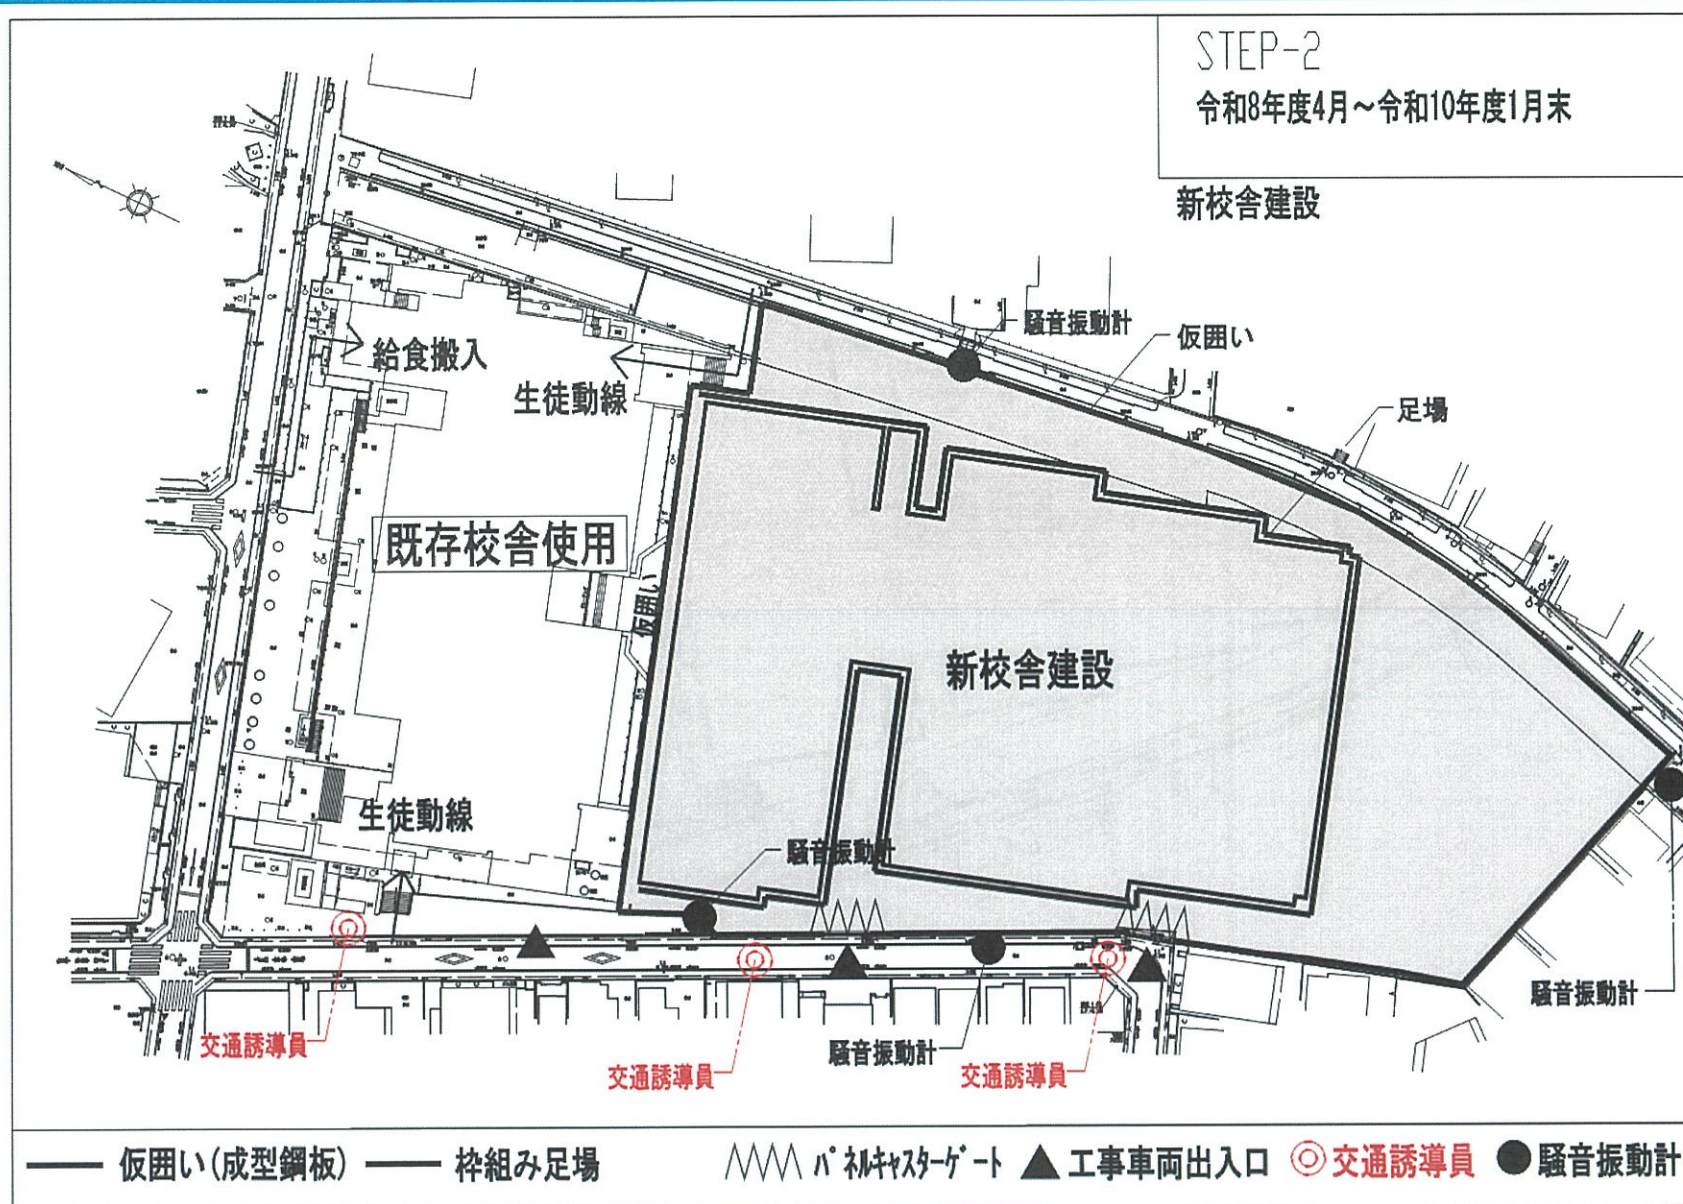 STEP-2
令和8年度4月～令和10年度1月末
新校舎建設
騒音振動計
仮囲い
給食搬入
生徒動線
足場
既存校舎使用
仮囲い
新校舎建設
生徒動線
騒音振動計
騒音振動計
交通誘導員
騒音振動計
交通誘導員
交通誘導員
仮囲い(成型鋼板)
枠組み足場
ﾊﾟﾈﾙｷｬｽﾀｰｹﾞｰﾄ
工事車両出入口
交通誘導員
騒音振動計